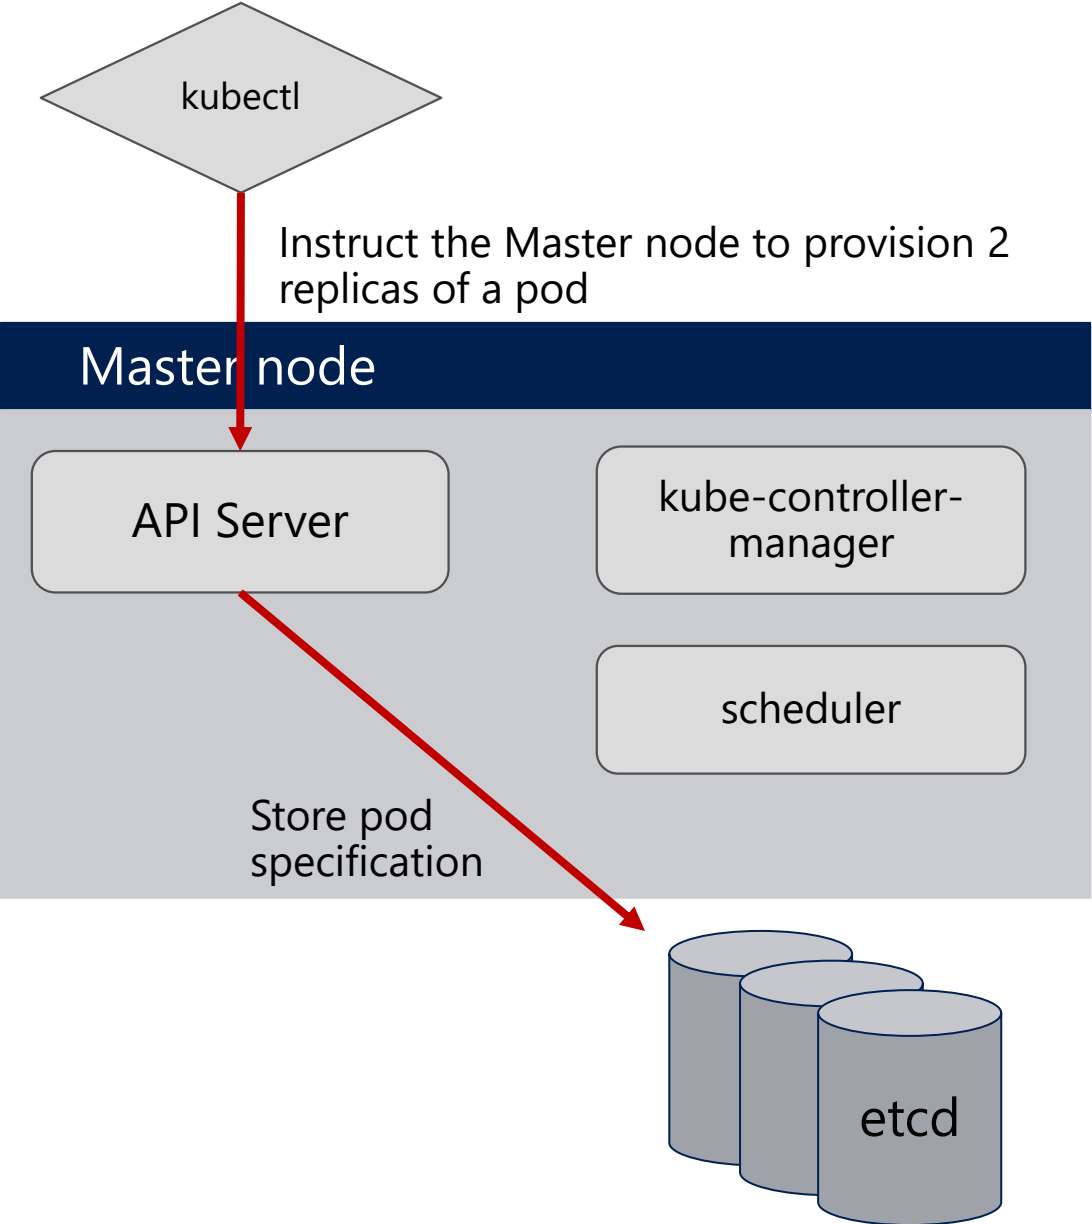 kubectl
Instruct the Master node to provision 2
replicas of a pod
Master node
API Server
kube-controller-
manager
scheduler
Store pod
specification
etcd